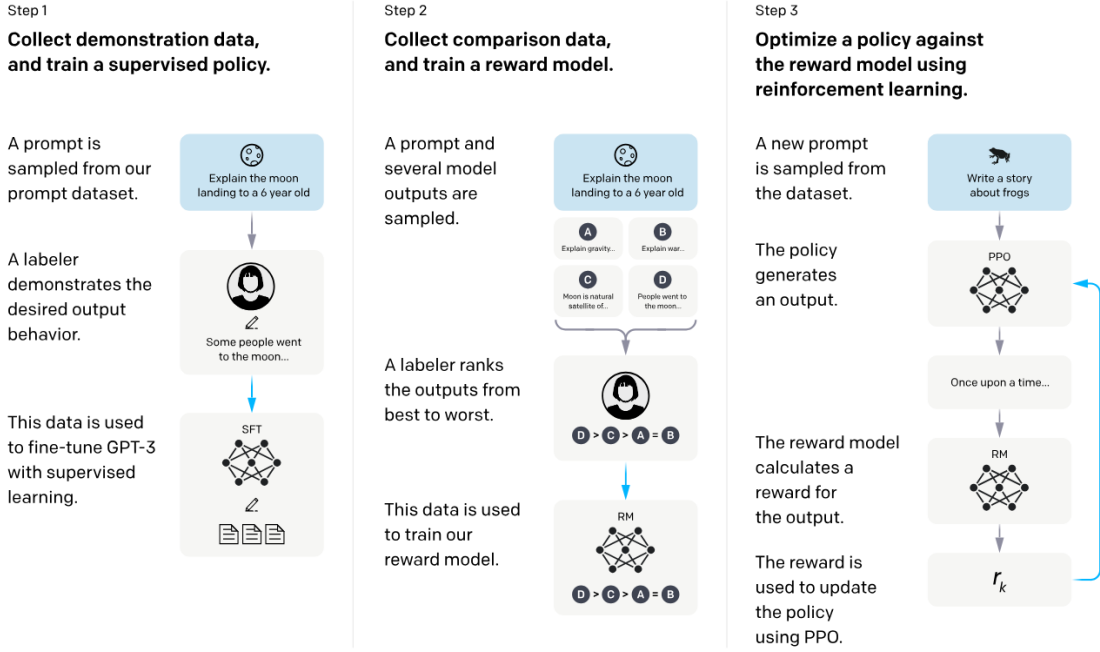 Step 1
Collect demonstration data,
and train a supervised policy.
A prompt is
sampled from our
prompt dataset.
Explain the moon
landing to a 6 year old
A labeler
demonstrates the
desired output
behavior.
Some people went
to the moon...
This data is used
to fine-tune GPT-3
with supervised
learning.
SFT
Step 2
Collect comparison data,
and train a reward model.
A prompt and
several model
outputs are
sampled.
Explain the moon
landing to a 6 year old
A
Explain gravity...
B
Explain war...
C
Moon is natural
satellite of...
D
People went to
the moon...
A labeler ranks
the outputs from
best to worst.
D > C > A = B
This data is used
to train our
reward model.
RM
D > C > A = B
Step 3
Optimize a policy against
the reward model using
reinforcement learning.
A new prompt
is sampled from
the dataset.
Write a story
about frogs
The policy
generates
an output.
PPO
Once upon a time...
The reward model
calculates a
reward for
the output.
RM
The reward is
used to update
the policy
using PPO.
rk